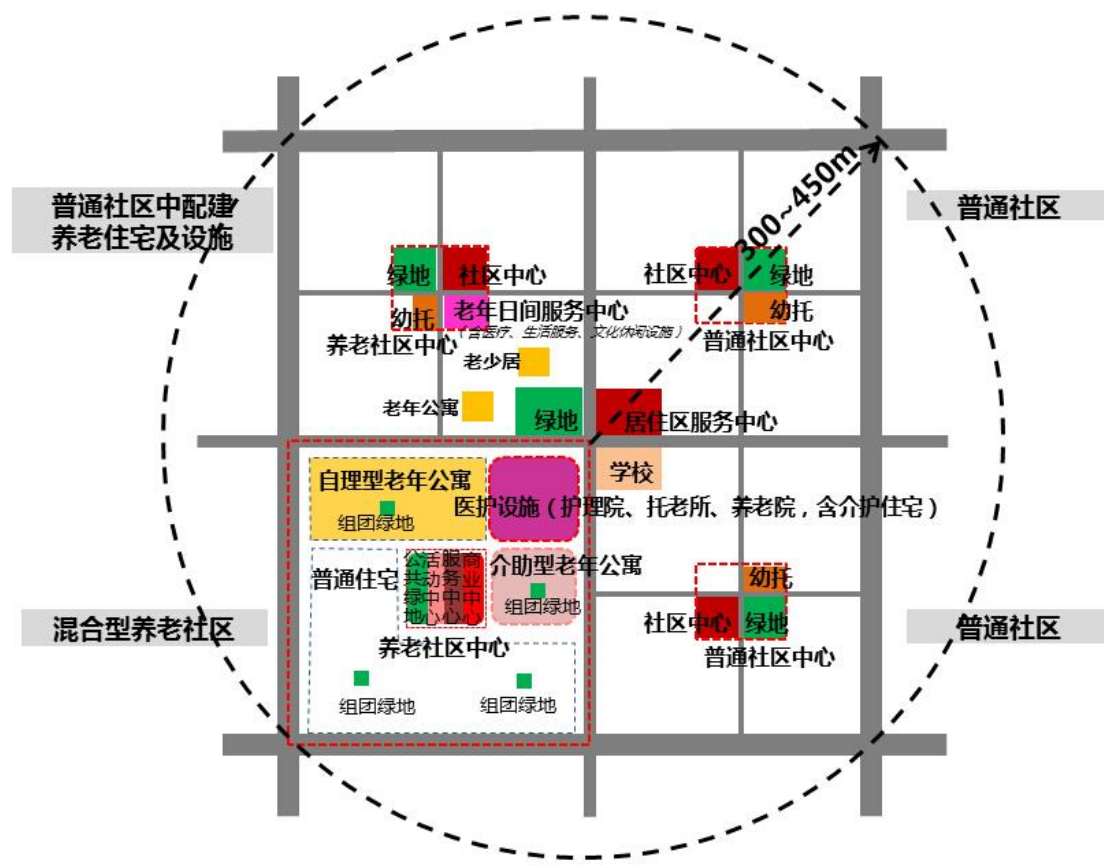 普通社区中配建
养老住宅及设施
普通社区
300~450m
绿地
社区中心
社区中心
绿地
幼托
老年日间服务中心
（含医疗、生活服务、文化休闲设施）
养老社区中心
幼托
普通社区中心
老少居
老年公寓
绿地
居住区服务中心
学校
自理型老年公寓
组团绿地
医护设施（护理院、托老所、养老院，含介护住宅）
普通住宅
公共绿地
活动中心
服务中心
商业中心
介助型老年公寓
组团绿地
养老社区中心
组团绿地
组团绿地
幼托
社区中心
绿地
普通社区中心
混合型养老社区
普通社区